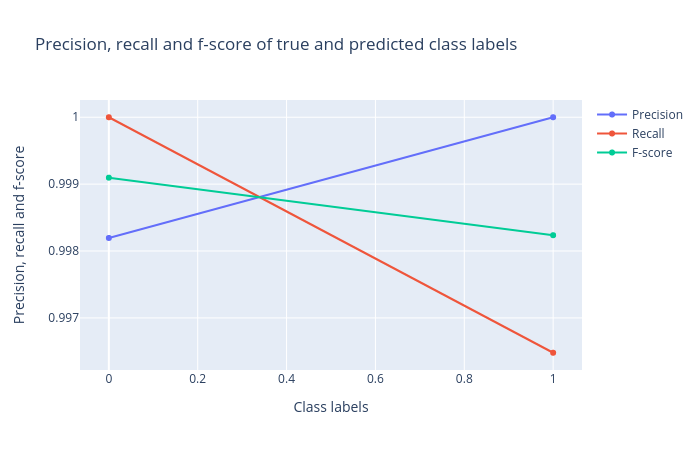 Precision, recall and f-score of true and predicted class labels
Precision
Recall
F-score
Precision, recall and f-score
1
0.999
0.998
0.997
0 0.2 0.4 0.6 0.8 1
Class labels